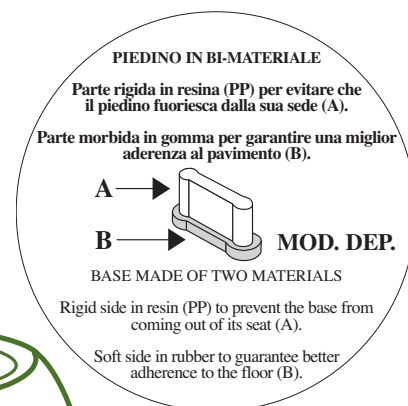 PIEDINO IN BI-MATERIALE
Parte rigida in resina (PP) per evitare che
il piedino fuoriesca dalla sua sede (A).
Parte morbida in gomma per garantire una miglior
aderenza al pavimento (B).
A
B
MOD. DEP.
BASE MADE OF TWO MATERIALS
Rigid side in resin (PP) to prevent the base from
coming out of its seat (A).
Soft side in rubber to guarantee better
adherence to the floor (B).